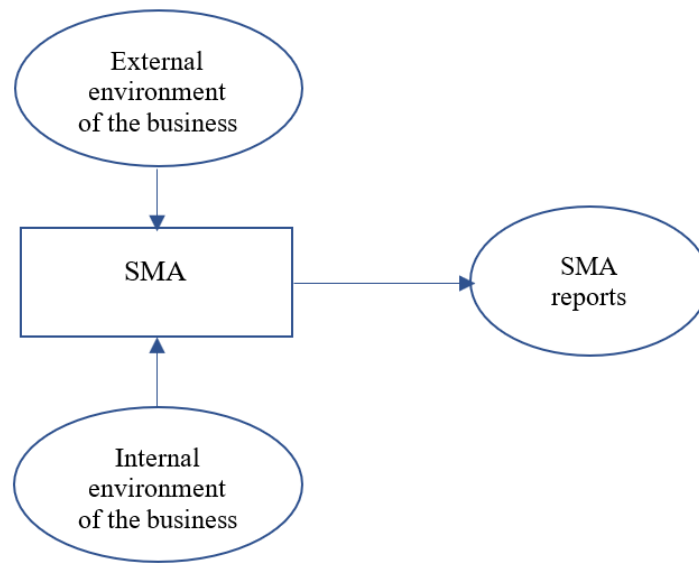 External
environment
of the business
SMA
SMA
reports
Internal
environment
of the business